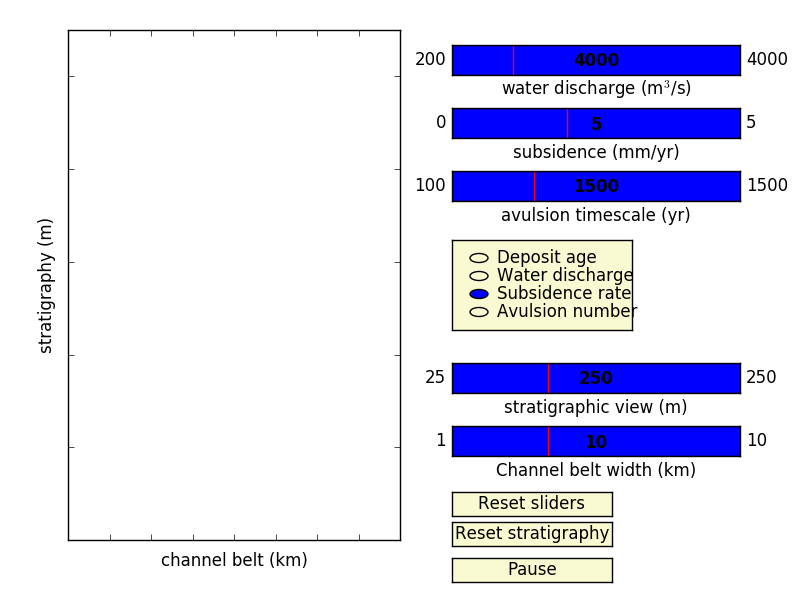 stratigraphy (m)
channel belt (km)
200 4000 4000
water discharge (m³/s)
0 5 5
subsidence (mm/yr)
100 1500 1500
avulsion timescale (yr)
Deposit age
Water discharge
Subsidence rate
Avulsion number
25 250 250
stratigraphic view (m)
1 10 10
Channel belt width (km)
Reset sliders
Reset stratigraphy
Pause